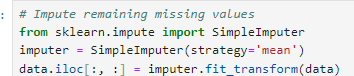 :
# Impute remaining missing values
from sklearn.impute import SimpleImputer
imputer = SimpleImputer(strategy='mean')
data.iloc[:, :] = imputer.fit_transform(data)